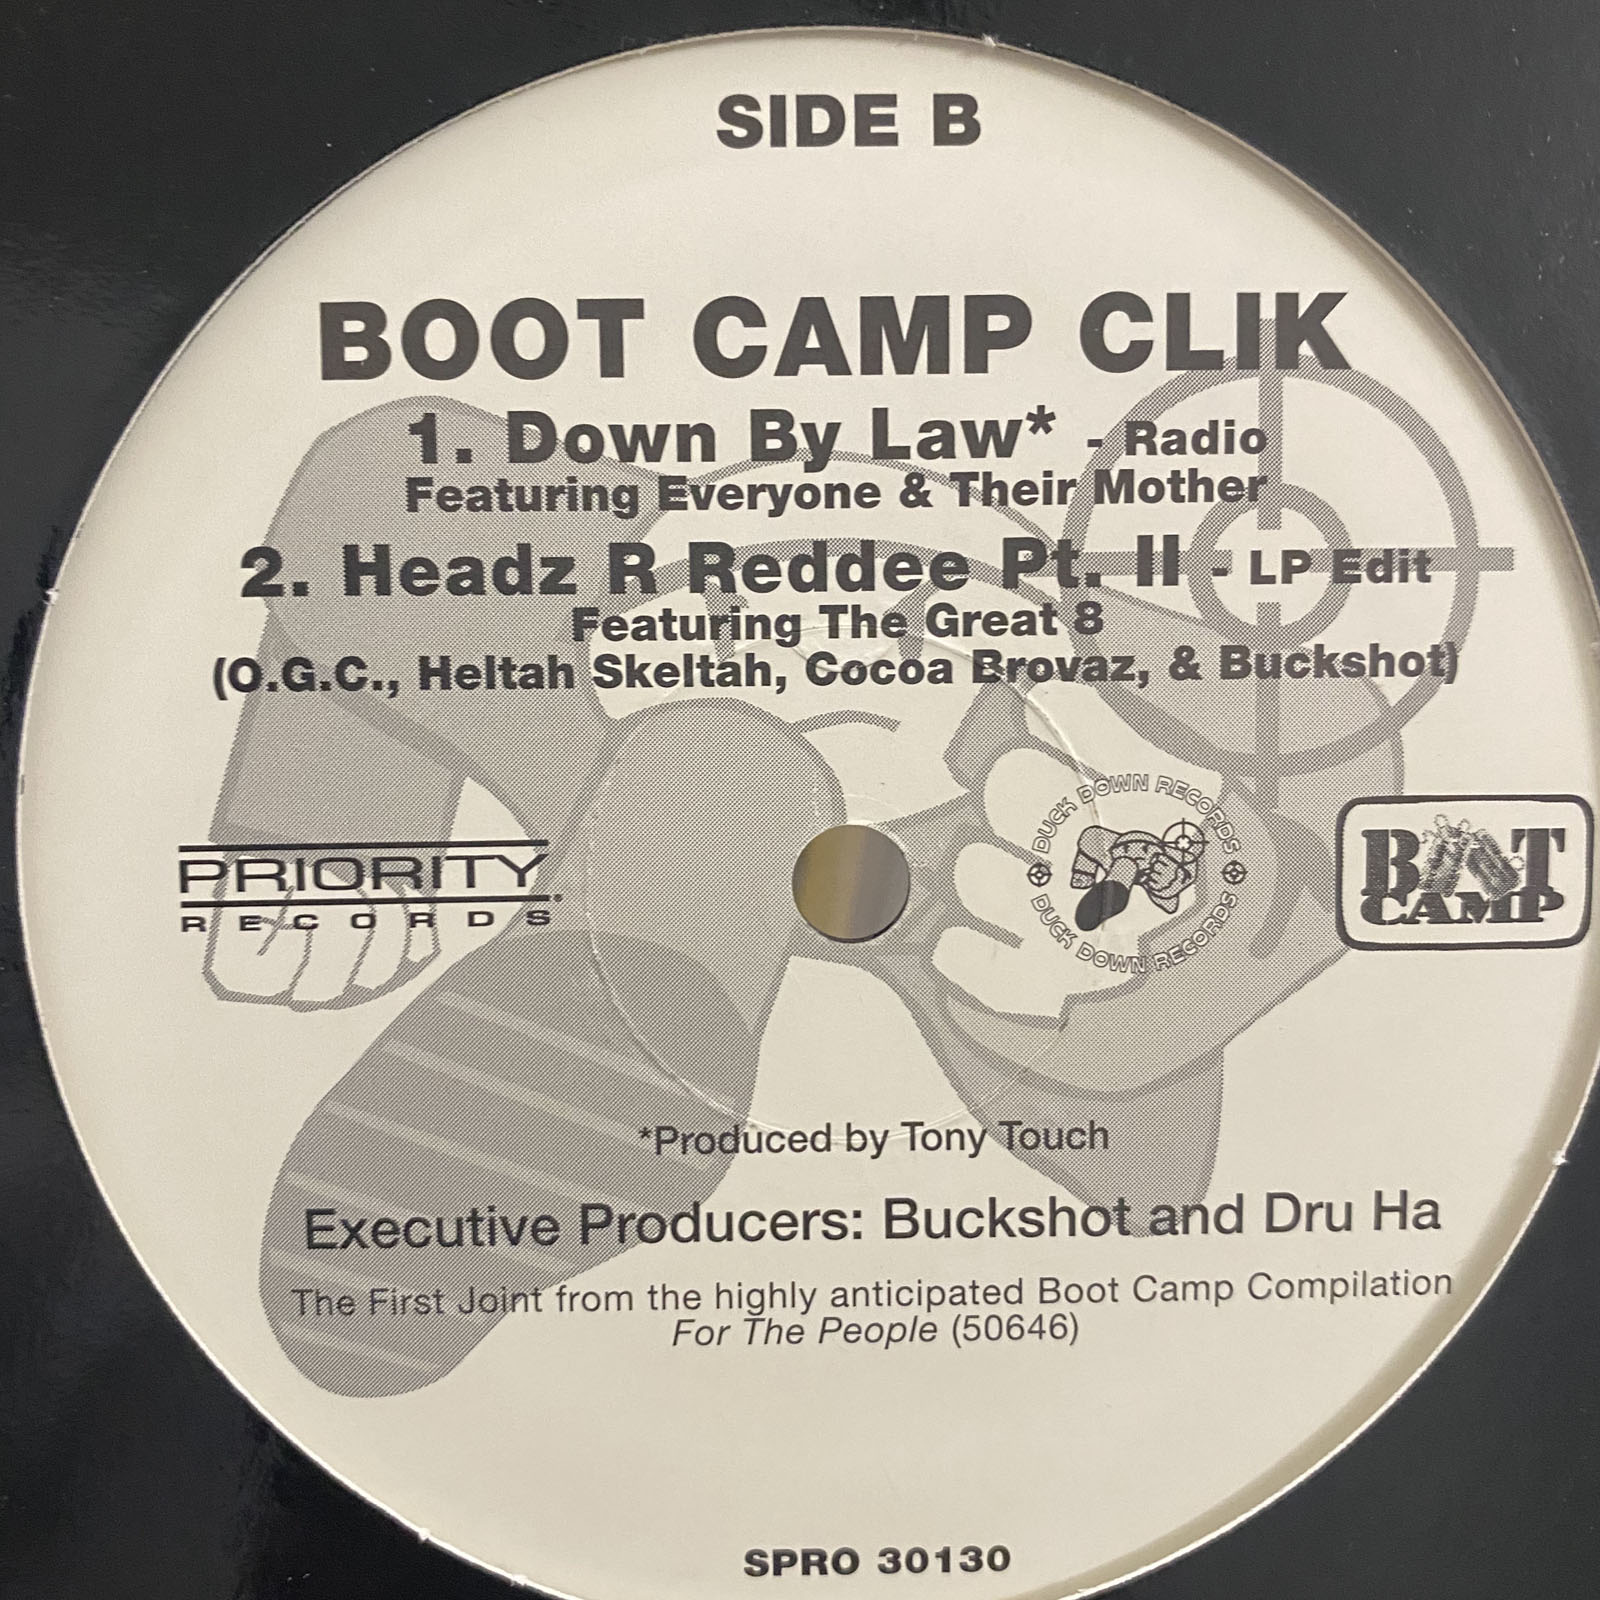 SIDE B
BOOT CAMP CLIK
1. Down By Law* - Radio
Featuring Everyone & Their Mother
2. Headz R Reddee Pt. II - LP Edit
Featuring The Great 8
(O.G.C., Heltah Skeltah, Cocoa Brovaz, & Buckshot)
PRIORITY
RECORDS
DUCK DOWN RECORDS
DUCK DOWN RECORDS
BOOT
CAMP
*Produced by Tony Touch
Executive Producers: Buckshot and Dru Ha
The First Joint from the highly anticipated Boot Camp Compilation
For The People (50646)
SPRO 30130